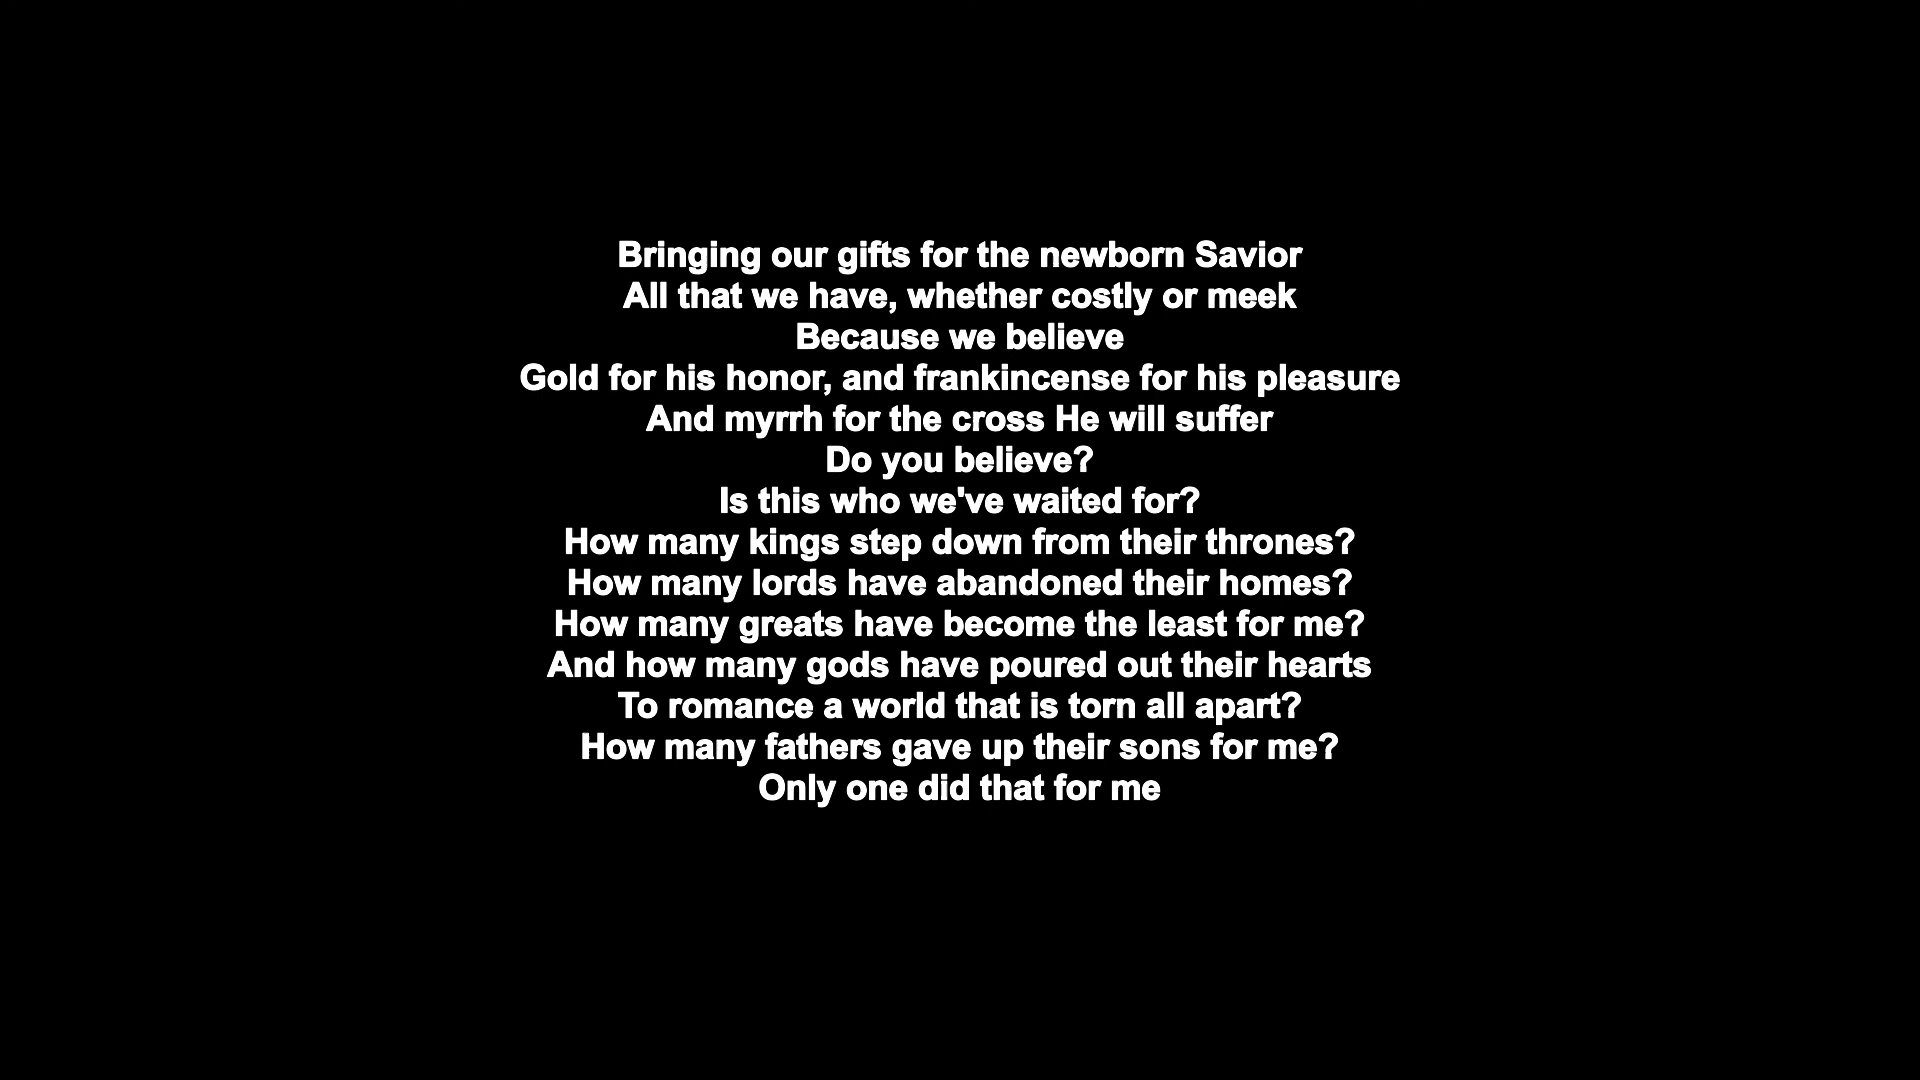 Bringing our gifts for the newborn Savior
All that we have, whether costly or meek
Because we believe
Gold for his honor, and frankincense for his pleasure
And myrrh for the cross He will suffer
Do you believe?
Is this who we've waited for?
How many kings step down from their thrones?
How many lords have abandoned their homes?
How many greats have become the least for me?
And how many gods have poured out their hearts
To romance a world that is torn all apart?
How many fathers gave up their sons for me?
Only one did that for me